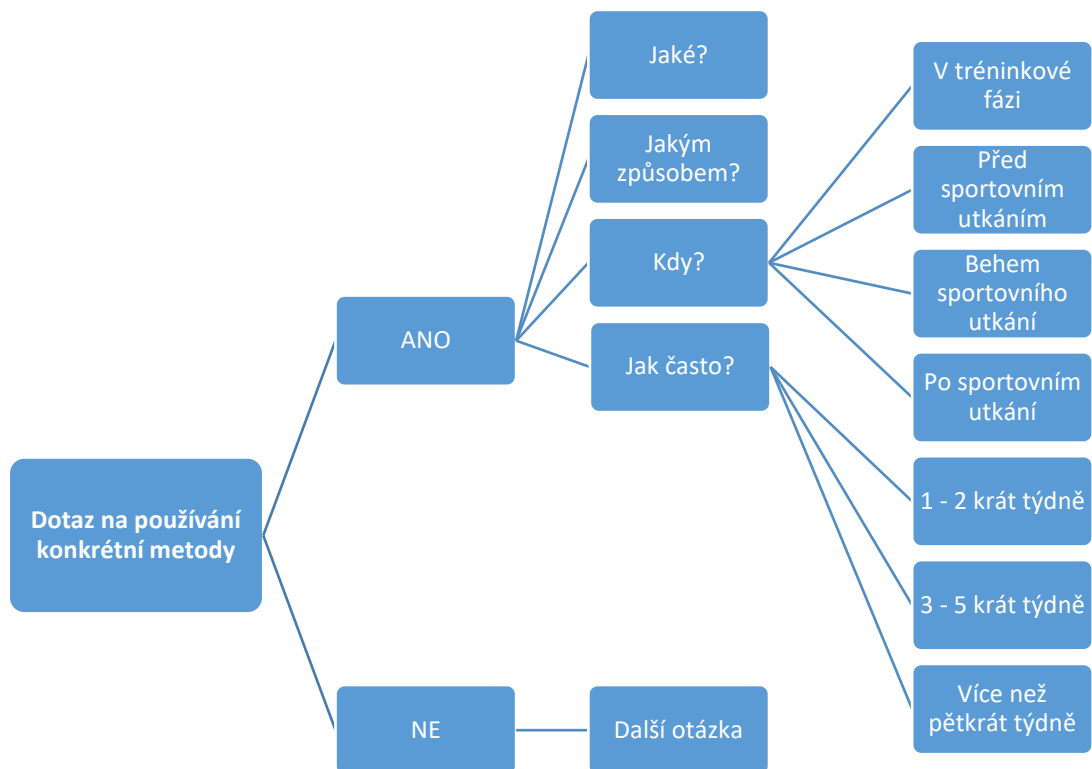 Dotaz na používání
konkrétní metody
ANO
Jaké?
Jakým
způsobem?
Kdy?
V tréninkové
fázi
Před
sportovním
utkáním
Behem
sportovního
utkání
Po sportovním
utkání
Jak často?
1 - 2 krát týdně
3 - 5 krát týdně
Více než
pětkrát týdně
NE
Další otázka